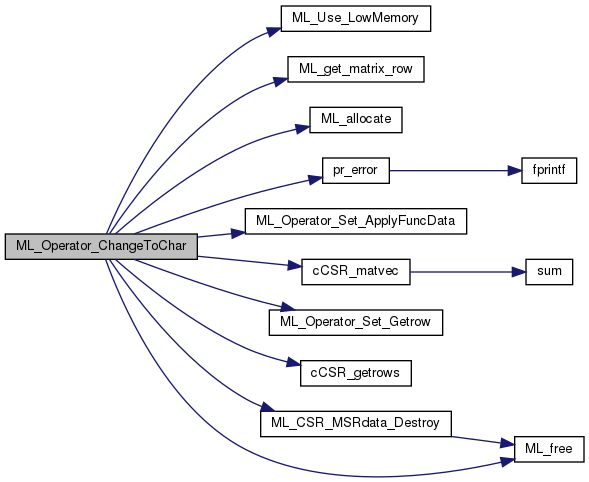 ML_Use_LowMemory
ML_get_matrix_row
ML_allocate
pr_error
fprintf
ML_Operator_Set_ApplyFuncData
ML_Operator_ChangeToChar
cCSR_matvec
sum
ML_Operator_Set_Getrow
cCSR_getrows
ML_CSR_MSRdata_Destroy
ML_free